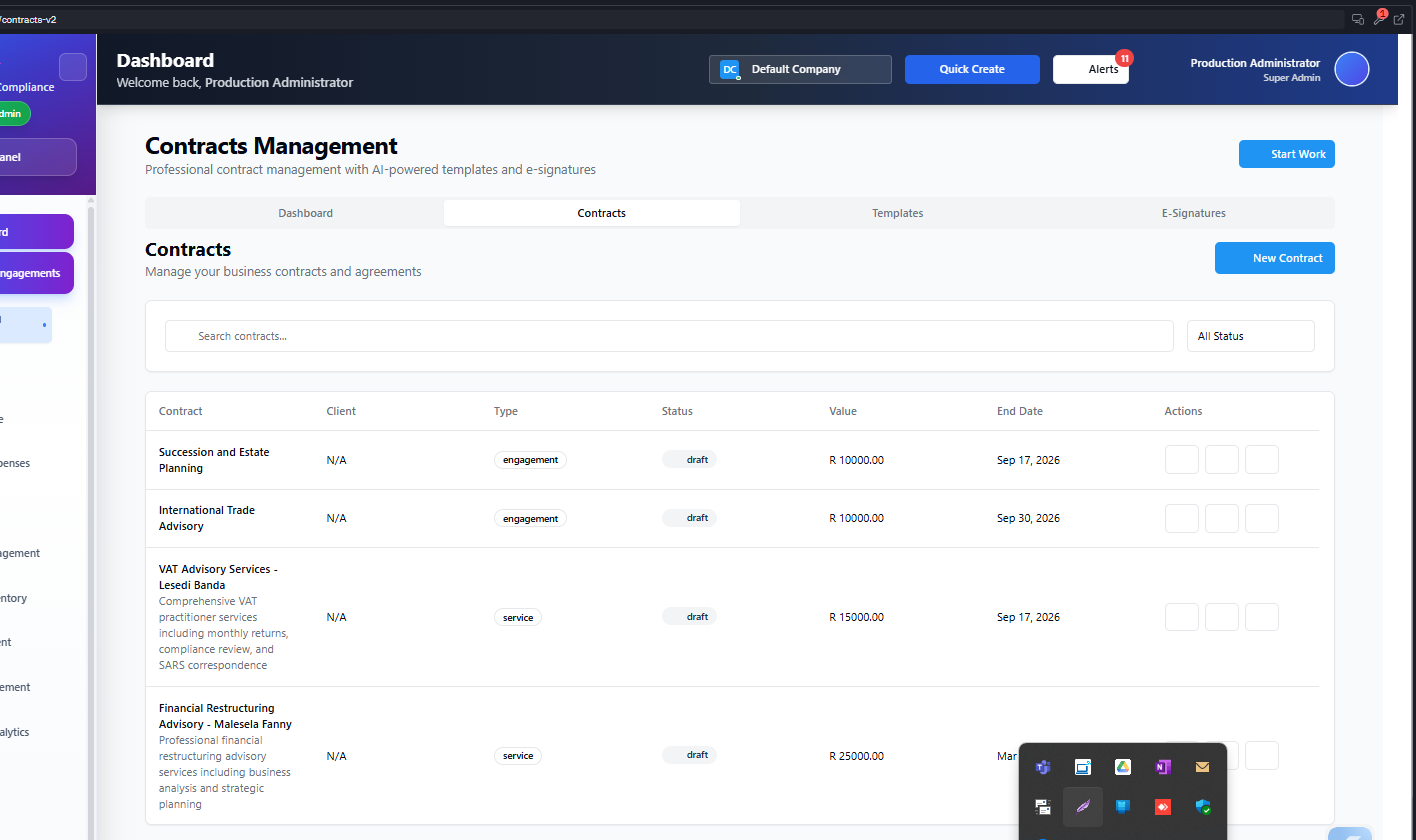 /contracts-v2
1
Compliance
dmin
anel
rd
ngagements
e
penses
agement
entory
ent
ement
alytics
Dashboard
Welcome back, Production Administrator
DC
Default Company
Quick Create
Alerts
11
Production Administrator
Super Admin
Contracts Management
Professional contract management with AI-powered templates and e-signatures
Start Work
Dashboard
Contracts
Templates
E-Signatures
Contracts
Manage your business contracts and agreements
New Contract
Search contracts...
All Status
Contract Client Type Status Value End Date Actions
Succession and Estate
Planning
N/A
engagement
draft
R 10000.00
Sep 17, 2026
International Trade
Advisory
N/A
engagement
draft
R 10000.00
Sep 30, 2026
VAT Advisory Services -
Lesedi Banda
Comprehensive VAT
practitioner services
including monthly returns,
compliance review, and
SARS correspondence
N/A
service
draft
R 15000.00
Sep 17, 2026
Financial Restructuring
Advisory - Malesela Fanny
Professional financial
restructuring advisory
services including business
analysis and strategic
planning
N/A
service
draft
R 25000.00
Mar